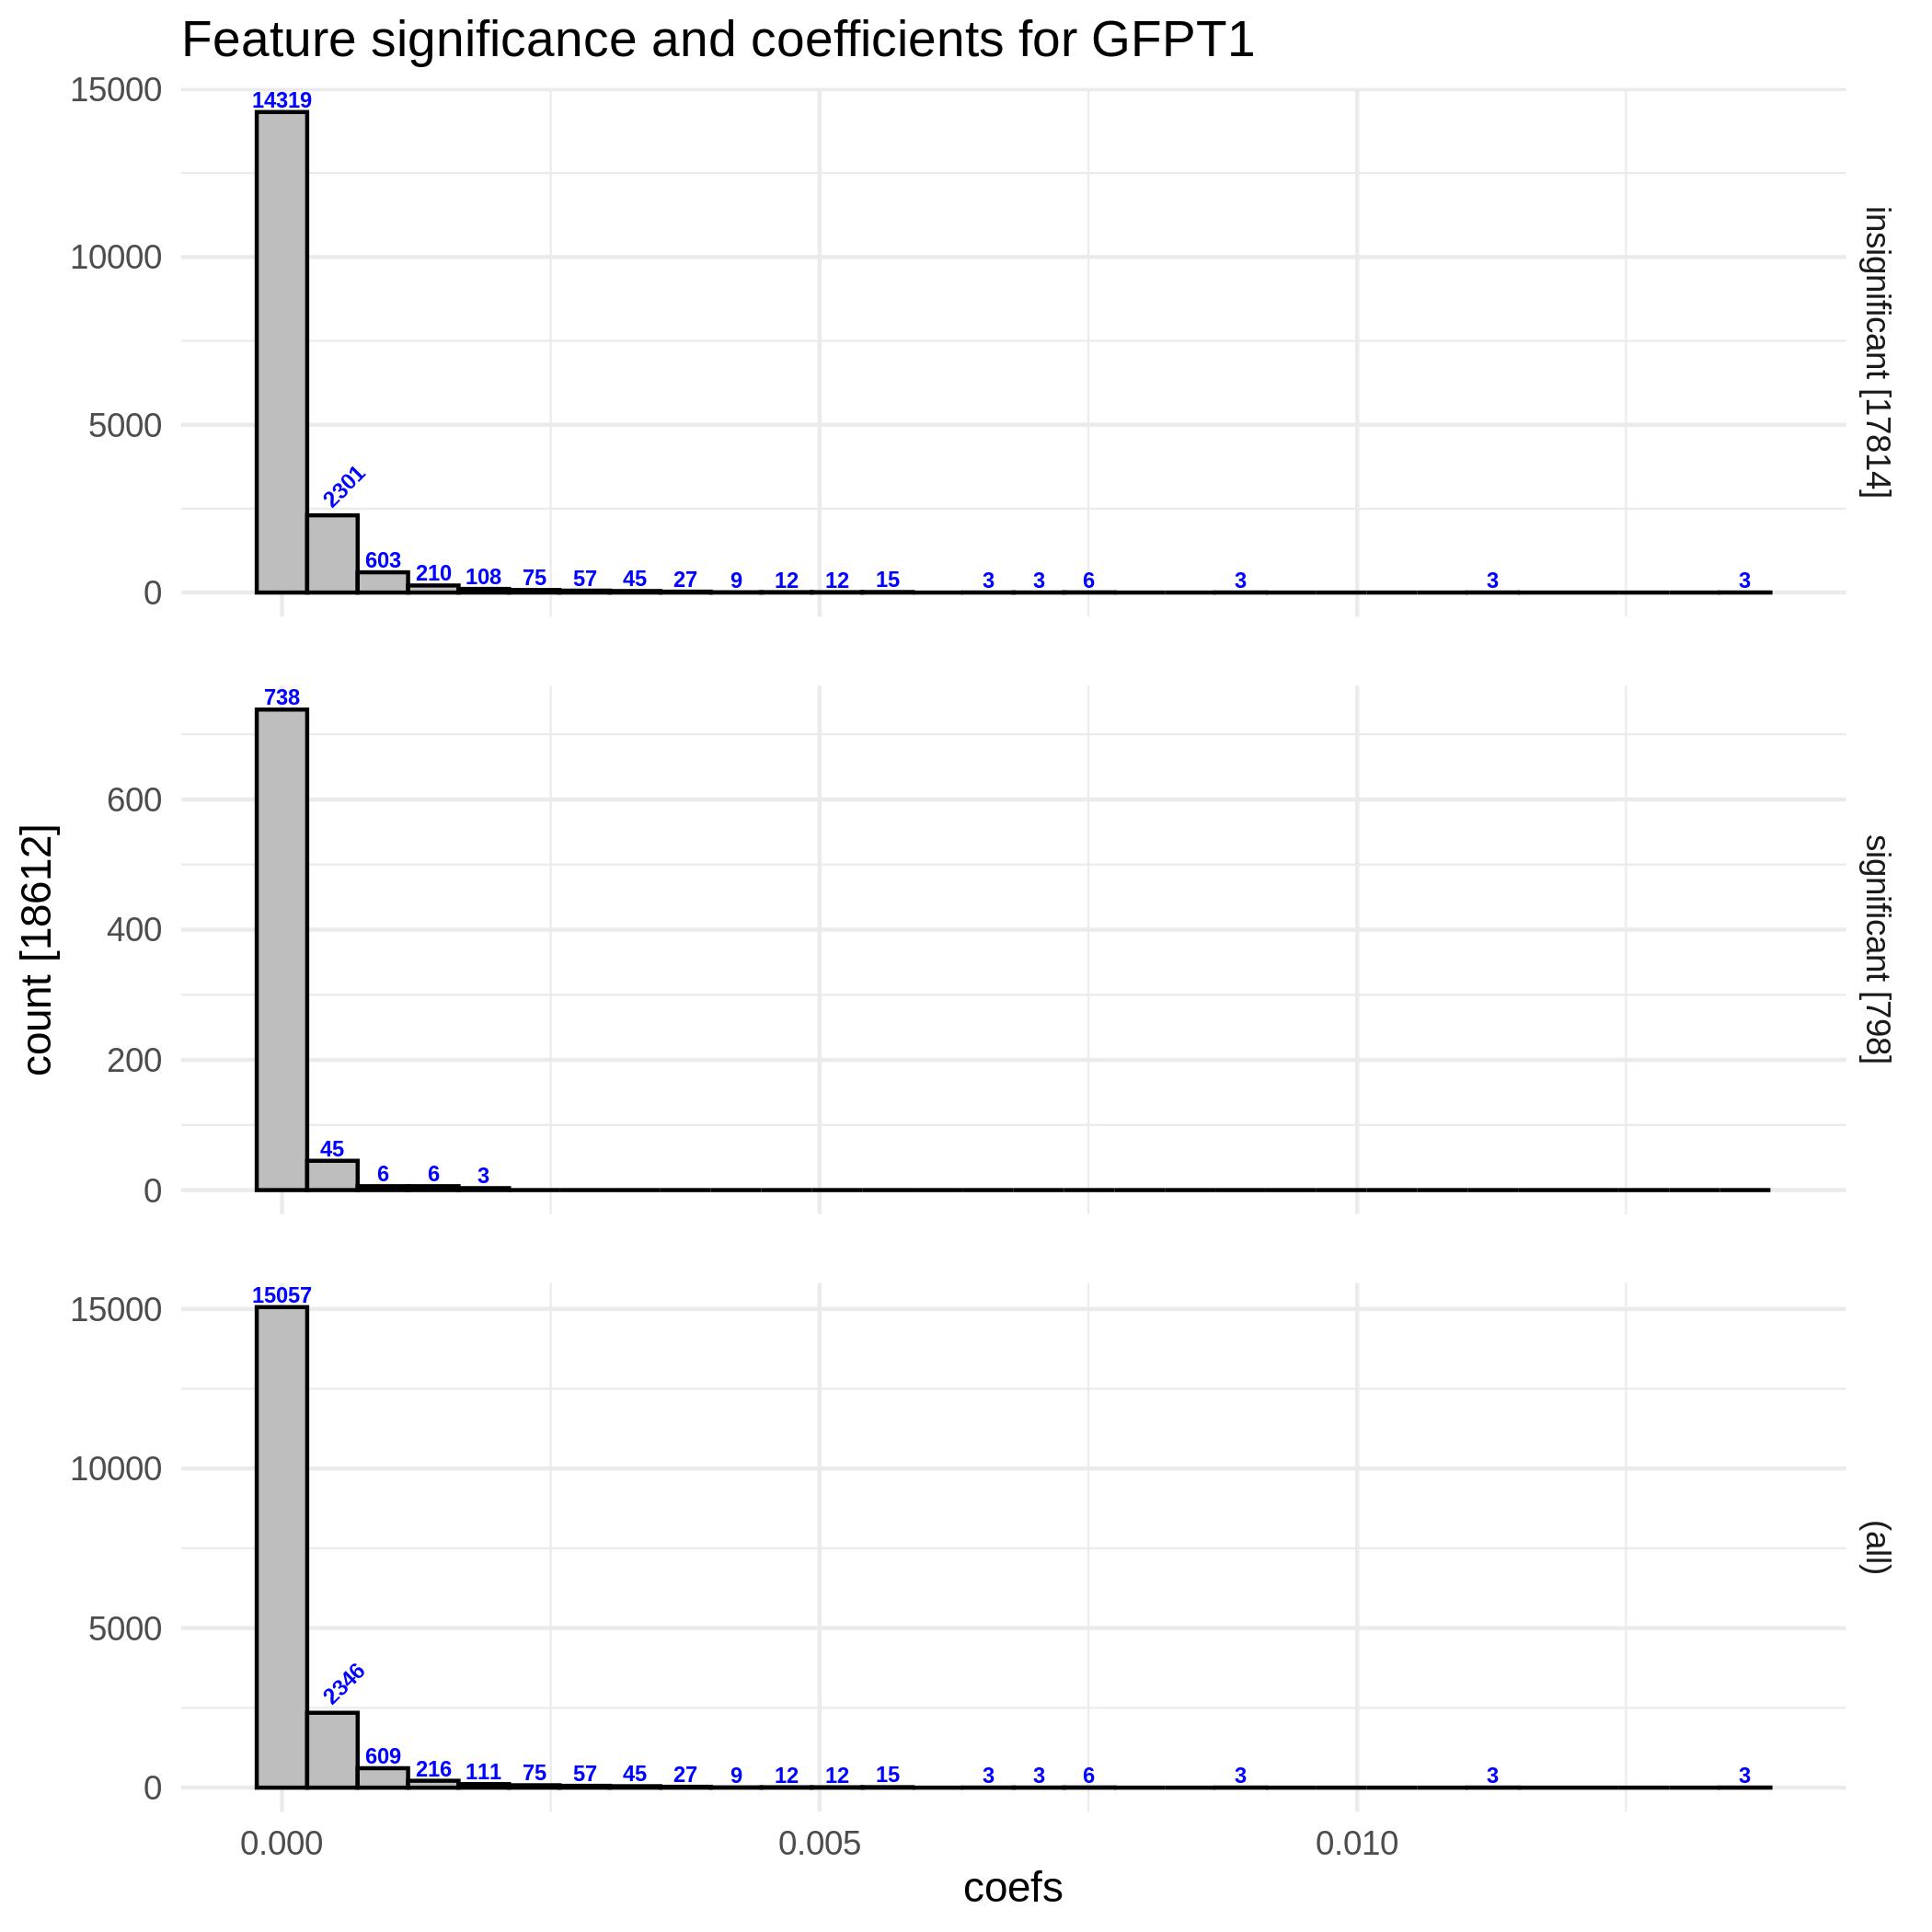 Feature significance and coefficients for GFPT1
15000
10000
5000
0
14319
2301
603 210 108 75 57 45 27 9 12 12 15 3 3 6 3 3 3
insignificant [17814]
count [18612]
600
400
200
0
738
45 6 6 3
significant [798]
15000
10000
5000
0
15057
2346
609 216 111 75 57 45 27 9 12 12 15 3 3 6 3 3 3
(all)
0.000 0.005 0.010
coefs